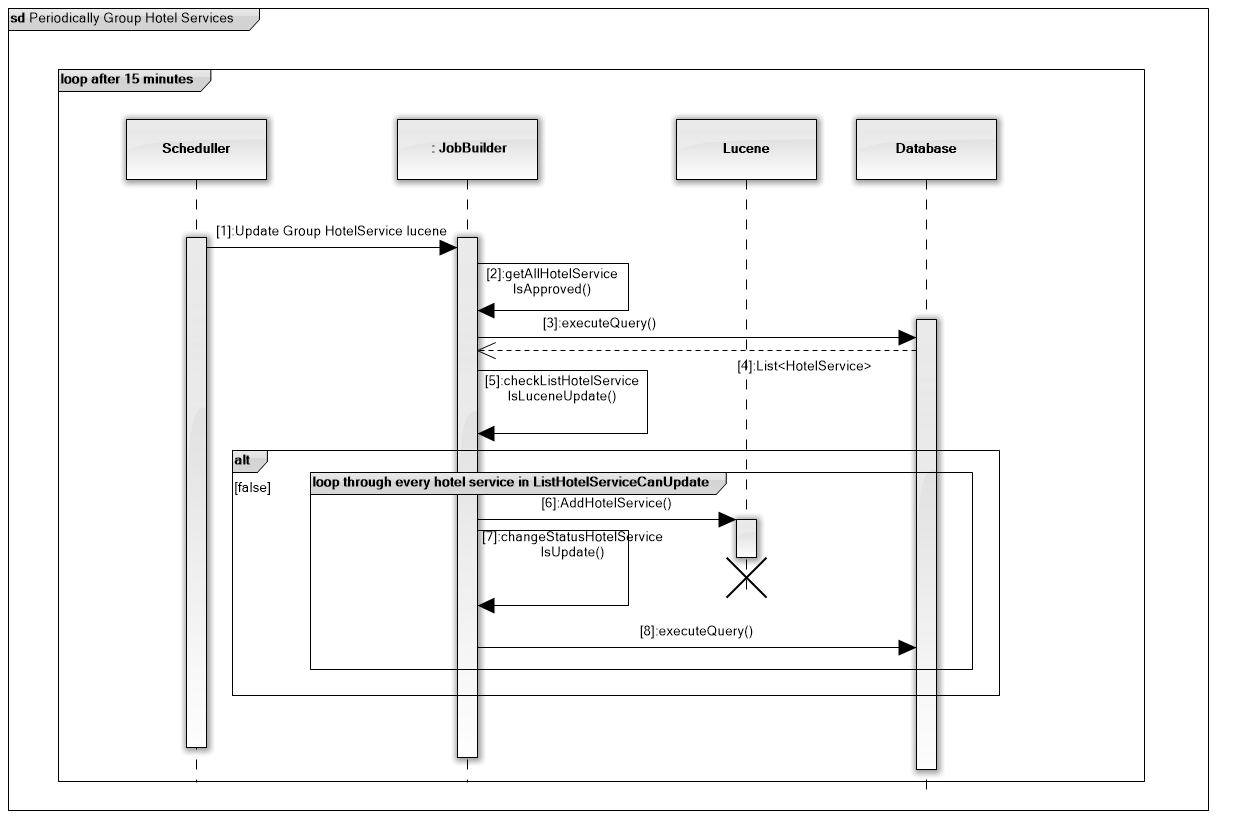 sd Periodically Group Hotel Services
loop after 15 minutes
Scheduller
: JobBuilder
Lucene
Database
[1]:Update Group HotelService lucene
[2]:getAllHotelService
IsApproved()
[3]:executeQuery()
[4]:List<HotelService>
[5]:checkListHotelService
IsLuceneUpdate()
alt
[false]
loop through every hotel service in ListHotelServiceCanUpdate
[6]:AddHotelService()
[7]:changeStatusHotelService
IsUpdate()
[8]:executeQuery()